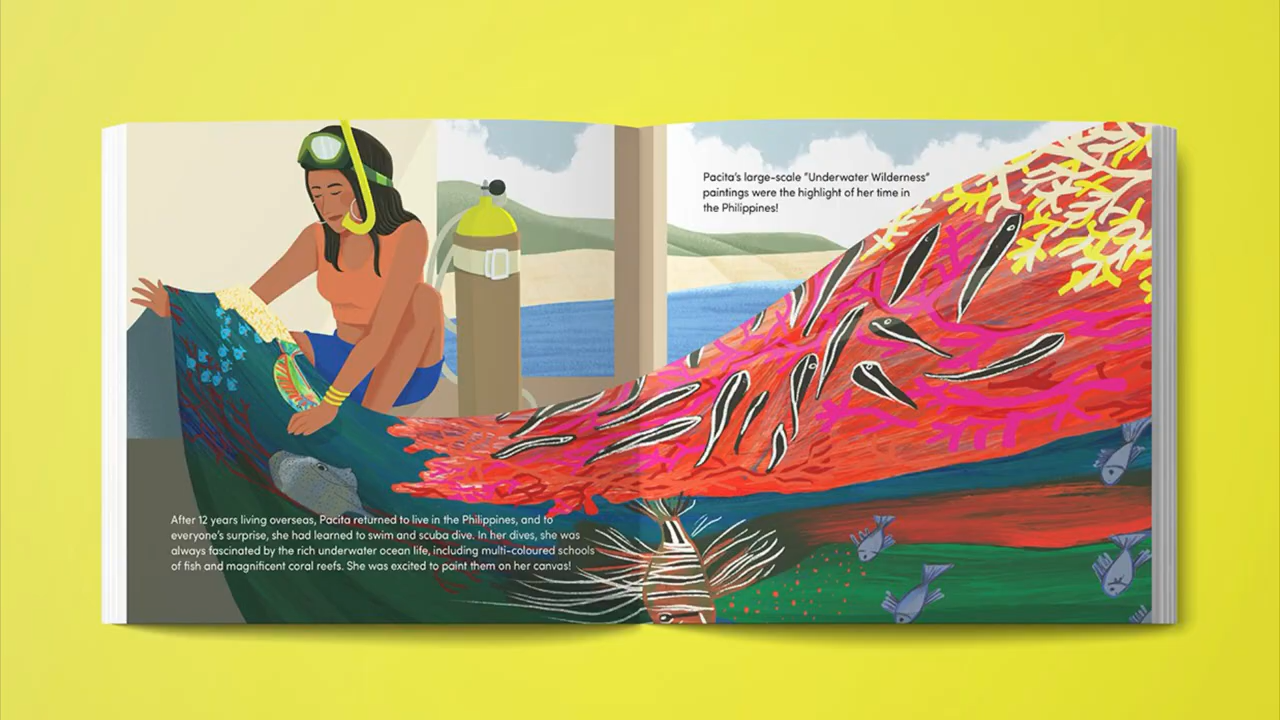 After 12 years living overseas, Pacita returned to live in the Philippines, and to
everyone's surprise, she had learned to swim and scuba dive. In her dives, she was
always fascinated by the rich underwater ocean life, including multi-coloured schools
of fish and magnificent coral reefs. She was excited to paint them on her canvas!
Pacita's large-scale "Underwater Wilderness"
paintings were the highlight of her time in
the Philippines!